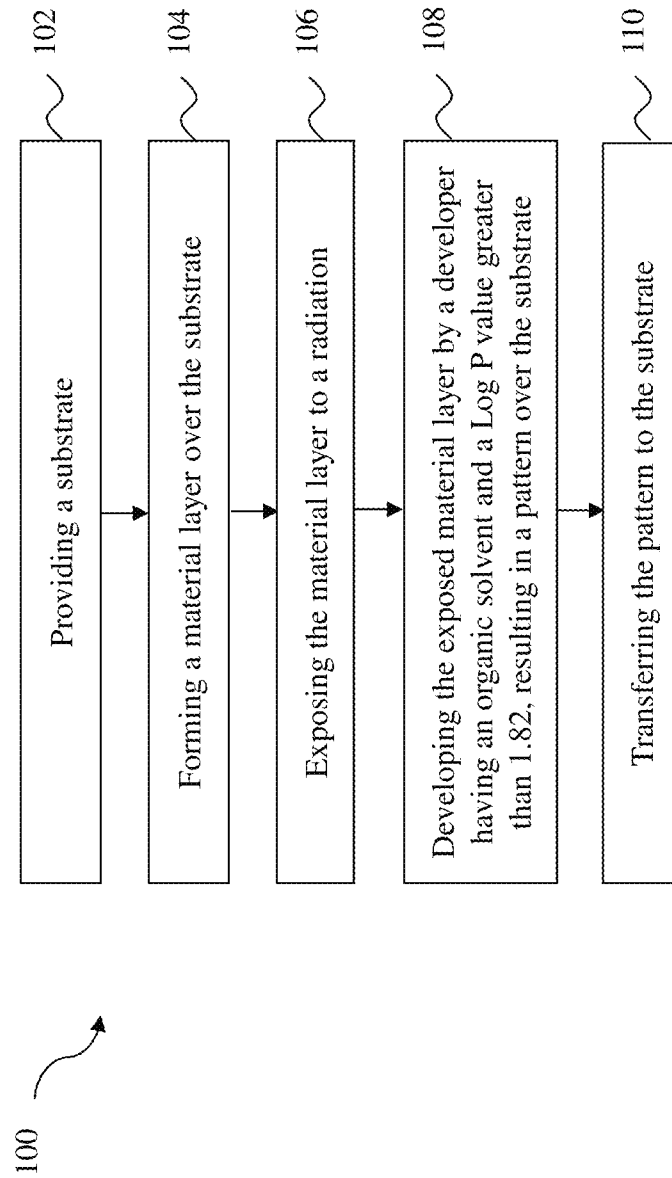 100
Providing a substrate
102
Forming a material layer over the substrate
104
Exposing the material layer to a radiation
106
Developing the exposed material layer by a developer
having an organic solvent and a Log P value greater
than 1.82, resulting in a pattern over the substrate
108
Transferring the pattern to the substrate
110